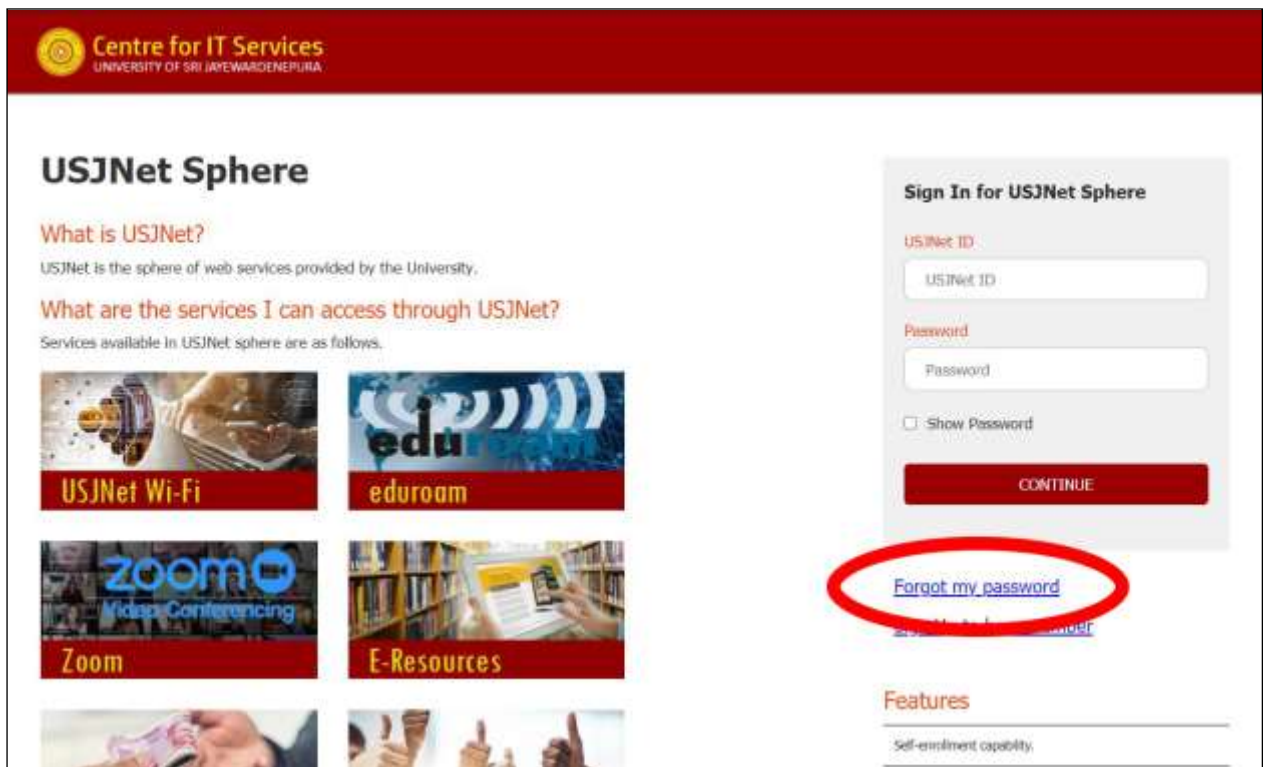 Centre for IT Services
UNIVERSITY OF SRI JAYEWARDENEPURA
USJNet Sphere
What is USJNet?
USJNet is the sphere of web services provided by the University.
What are the services I can access through USJNet?
Services available in USJNet sphere are as follows.
eduroam
USJNet Wi-Fi
eduroam
zoom
Video Conferencing
Zoom
E-Resources
Sign In for USJNet Sphere
USJNet ID
USJNet ID
Password
Password
Show Password
CONTINUE
Forgot my password
Features
Self-enrollment capability.